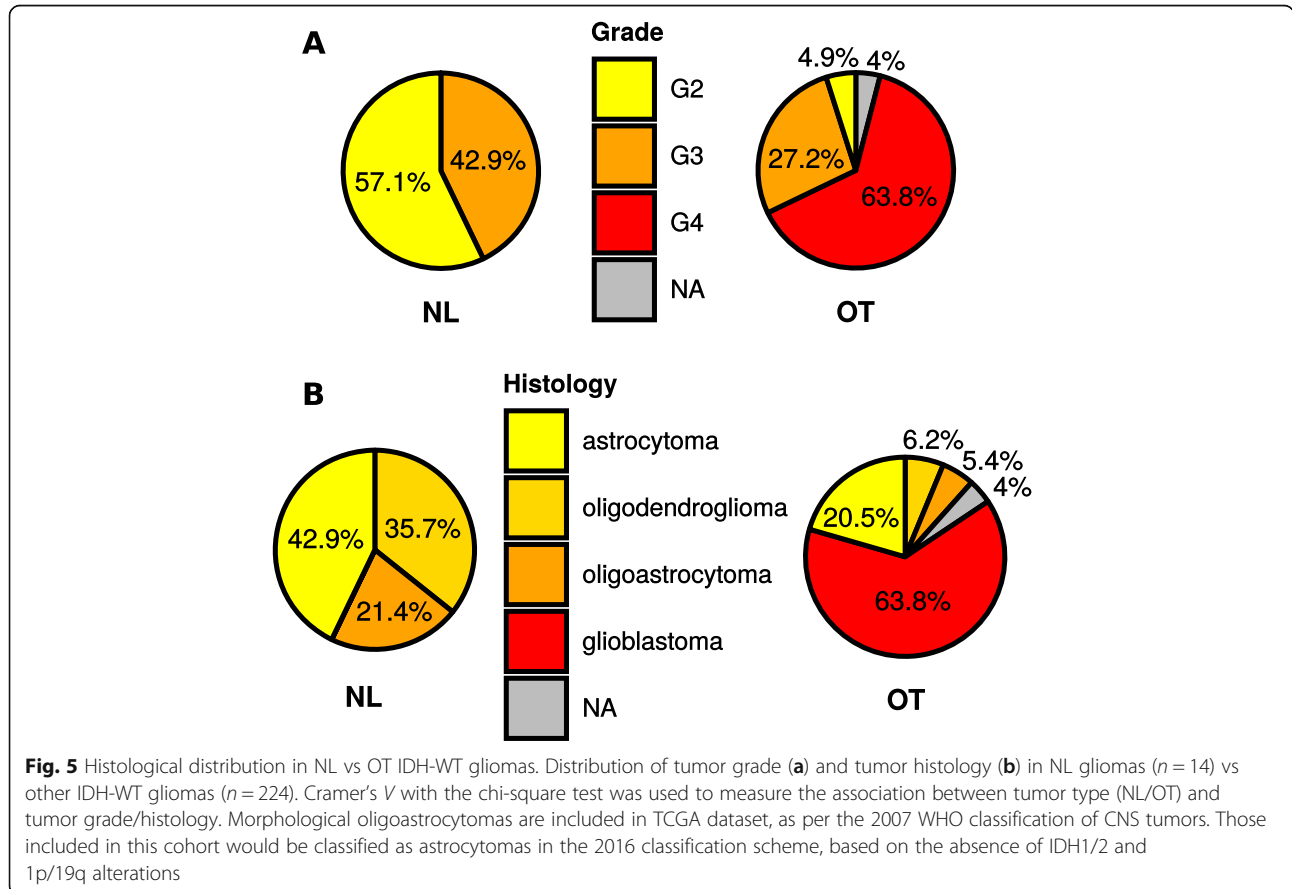 A
Grade
G2
G3
G4
NA
57.1%
42.9%
NL
4.9%
4%
27.2%
63.8%
OT
B
Histology
astrocytoma
oligodendroglioma
oligoastrocytoma
glioblastoma
NA
42.9%
35.7%
21.4%
NL
6.2%
5.4%
4%
20.5%
63.8%
OT
Fig. 5 Histological distribution in NL vs OT IDH-WT gliomas. Distribution of tumor grade (a) and tumor histology (b) in NL gliomas (n = 14) vs
other IDH-WT gliomas (n = 224). Cramer's V with the chi-square test was used to measure the association between tumor type (NL/OT) and
tumor grade/histology. Morphological oligoastrocytomas are included in TCGA dataset, as per the 2007 WHO classification of CNS tumors. Those
included in this cohort would be classified as astrocytomas in the 2016 classification scheme, based on the absence of IDH1/2 and
1p/19q alterations